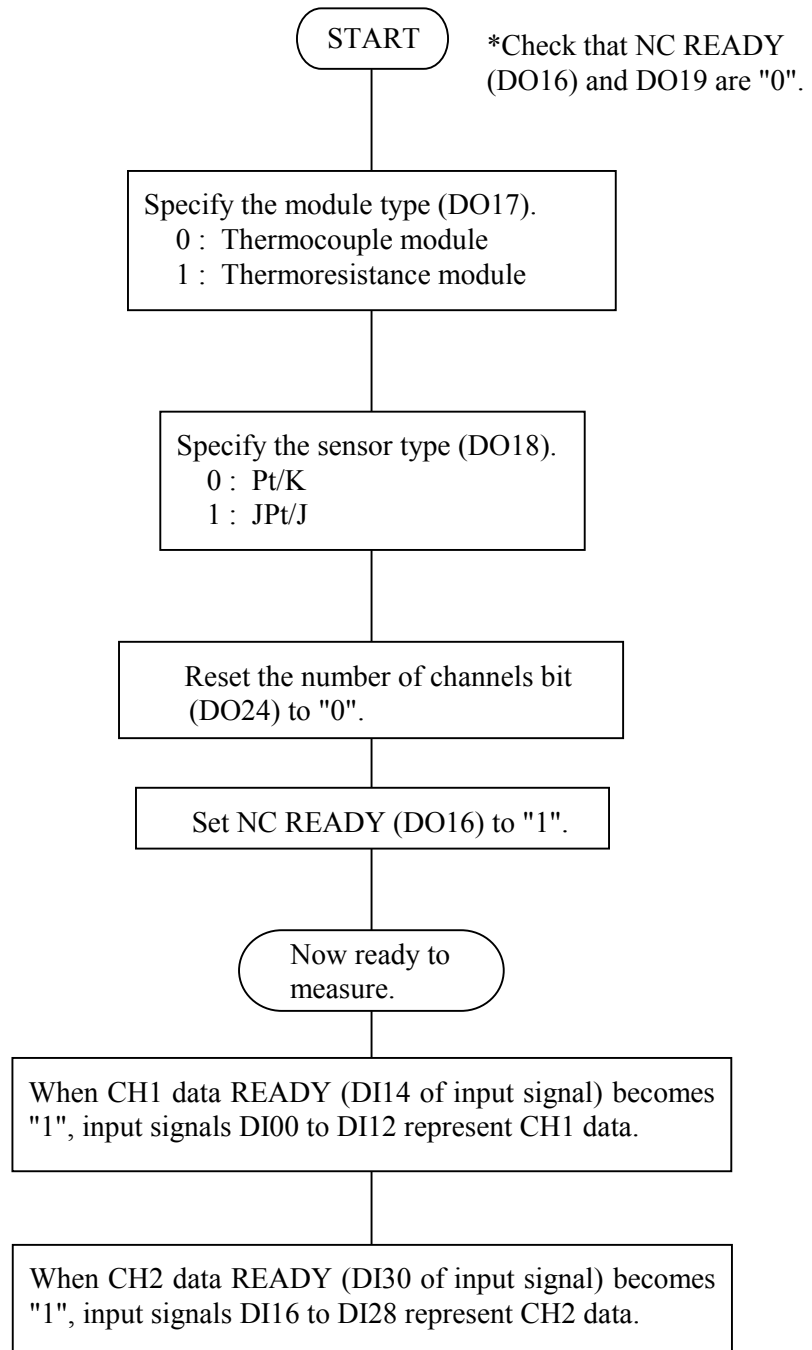 START
*Check that NC READY
(DO16) and DO19 are "0".
Specify the module type (DO17).
0 : Thermocouple module
1 : Thermoresistance module
Specify the sensor type (DO18).
0 : Pt/K
1 : JPt/J
Reset the number of channels bit
(DO24) to "0".
Set NC READY (DO16) to "1".
Now ready to
measure.
When CH1 data READY (DI14 of input signal) becomes
"1", input signals DI00 to DI12 represent CH1 data.
When CH2 data READY (DI30 of input signal) becomes
"1", input signals DI16 to DI28 represent CH2 data.